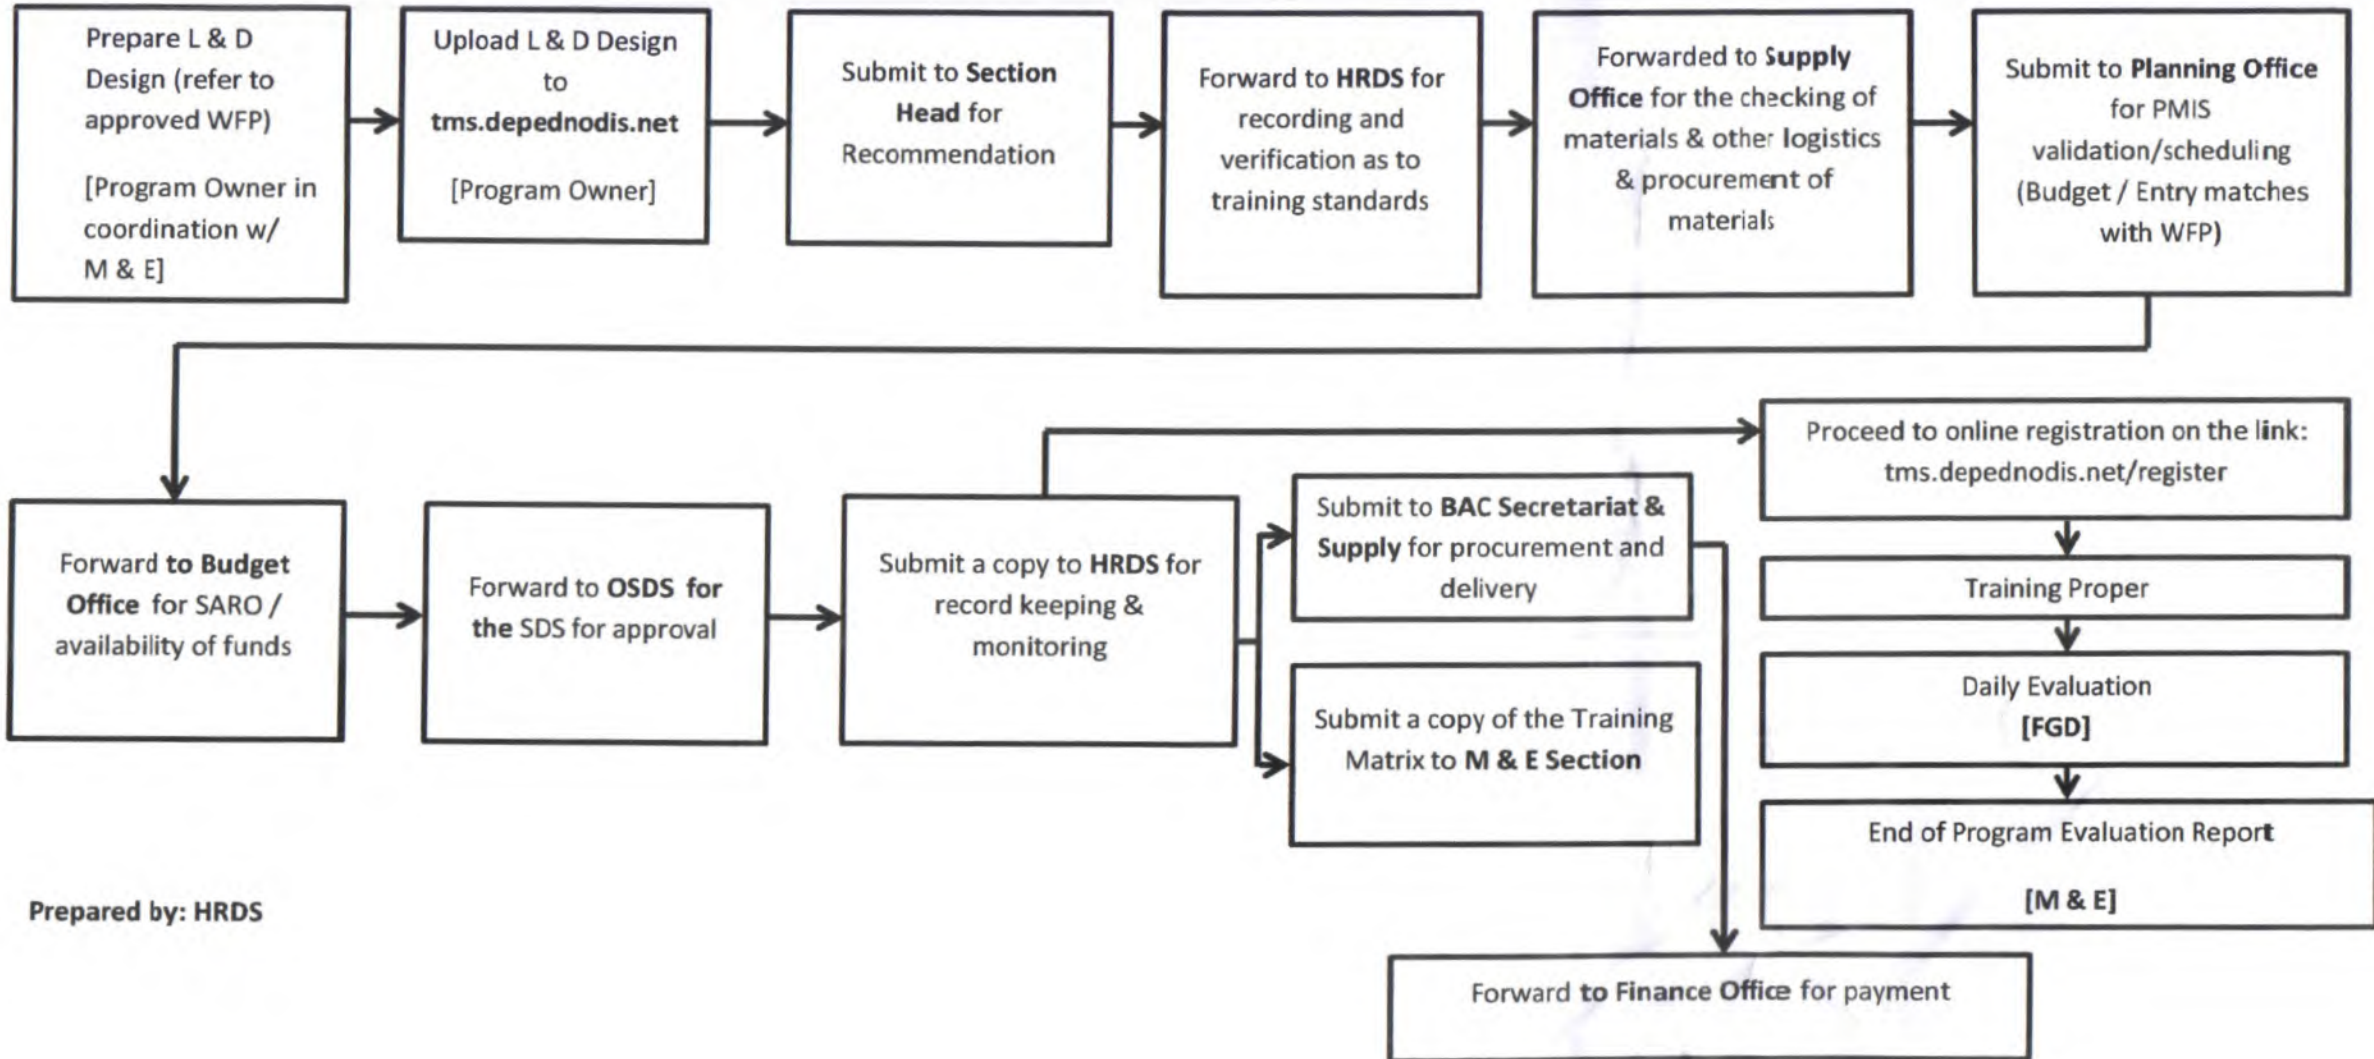 Prepare L & D
Design (refer to
approved WFP)
[Program Owner in
coordination w/
M & E]
Upload L & D Design
to
tms.depednodis.net
[Program Owner]
Submit to Section
Head for
Recommendation
Forward to HRDS for
recording and
verification as to
training standards
Forwarded to Supply
Office for the checking of
materials & other logistics
& procurement of
materials
Submit to Planning Office
for PMIS
validation/scheduling
(Budget / Entry matches
with WFP)
Forward to Budget
Office for SARO /
availability of funds
Forward to OSDS for
the SDS for approval
Submit a copy to HRDS for
record keeping &
monitoring
Submit to BAC Secretariat &
Supply for procurement and
delivery
Submit a copy of the Training
Matrix to M & E Section
Proceed to online registration on the link:
tms.depednodis.net/register
Training Proper
Daily Evaluation
[FGD]
End of Program Evaluation Report
[M & E]
Forward to Finance Office for payment
Prepared by: HRDS